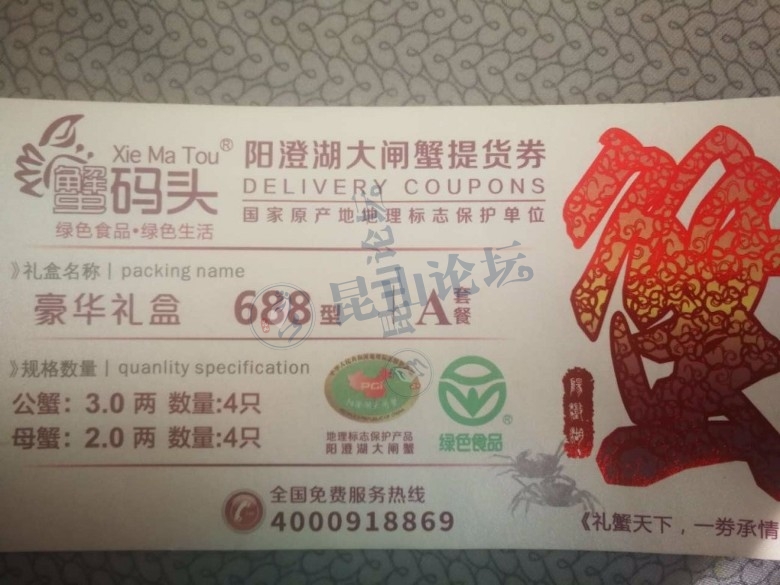 Xie Ma Tou®
蟹码头
绿色食品•绿色生活
阳澄湖大闸蟹提货券
DELIVERY COUPONS
国家原产地地理标志保护单位
》礼盒名称 | packing name
豪华礼盒 688型 A套餐
》规格数量 | quanlity specification
公蟹：3.0 两 数量:4只
母蟹：2.0 两 数量:4只
PGI
地理标志保护产品
阳澄湖大闸蟹
绿色食品®
全国免费服务热线
4000918869
蟹
《礼蟹天下，一券承情
昆山论坛